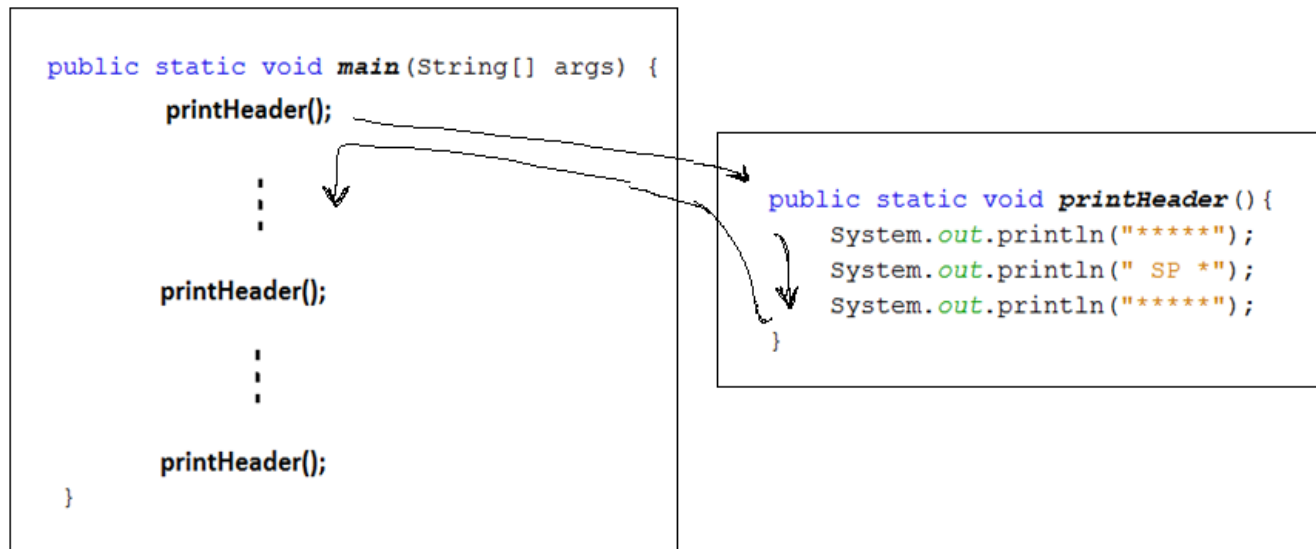 public static void main(String[] args) {
printHeader();
printHeader();
printHeader();
}
public static void printHeader(){
System.out.println("*****");
System.out.println(" SP *");
System.out.println("*****");
}